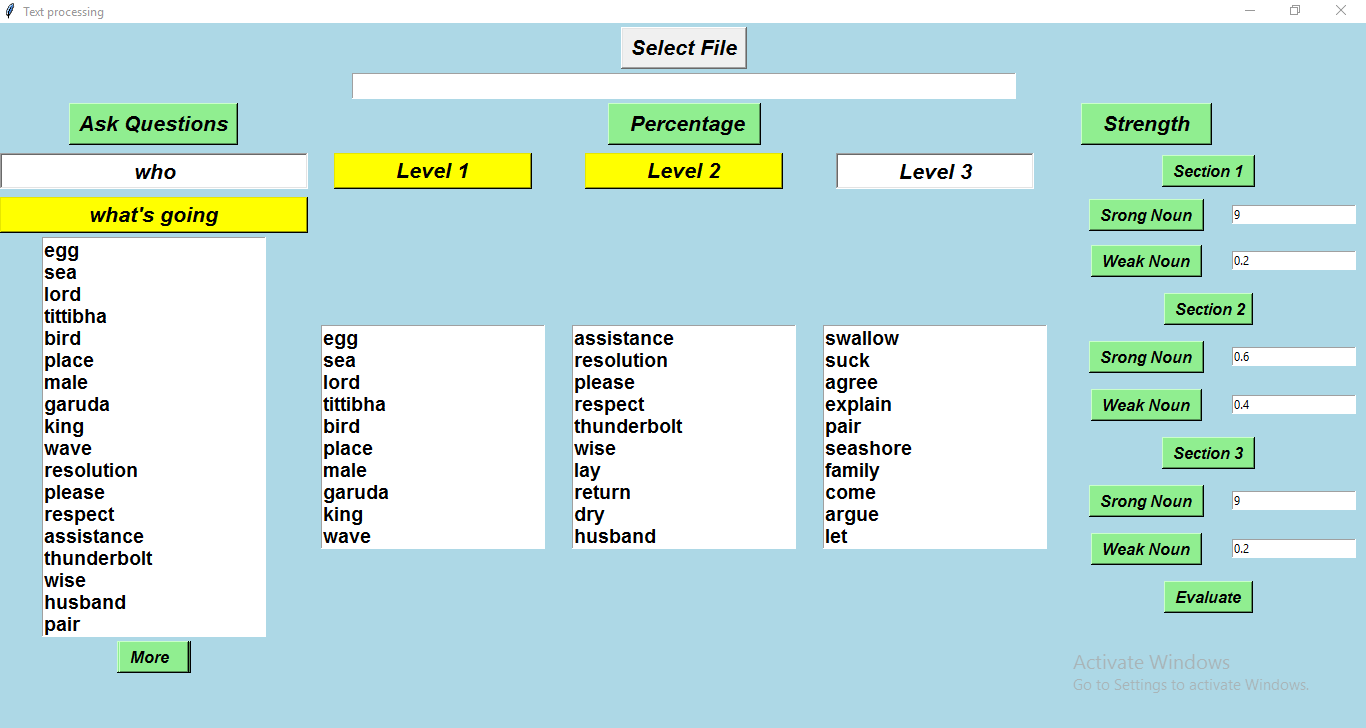 Text processing
Select File
Ask Questions
Percentage
Strength
who
Level 1
Level 2
Level 3
Section 1
what's going
Srong Noun
9
Weak Noun
0.2
Section 2
Srong Noun
0.6
Weak Noun
0.4
Section 3
Srong Noun
9
Weak Noun
0.2
Evaluate
egg
sea
lord
tittibha
bird
place
male
garuda
king
wave
resolution
please
respect
assistance
thunderbolt
wise
husband
pair
More
egg
sea
lord
tittibha
bird
place
male
garuda
king
wave
assistance
resolution
please
respect
thunderbolt
wise
lay
return
dry
husband
swallow
suck
agree
explain
pair
seashore
family
come
argue
let
Activate Windows
Go to Settings to activate Windows.